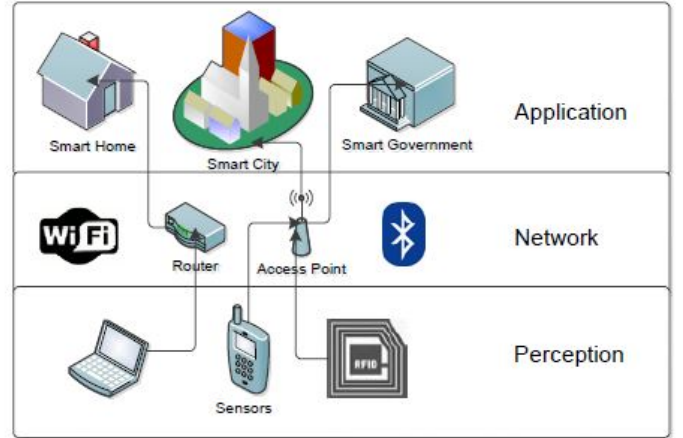 Smart Home
Smart City
Smart Government
Application
WiFi
Router
Access Point
Network
Sensors
RFID
Perception